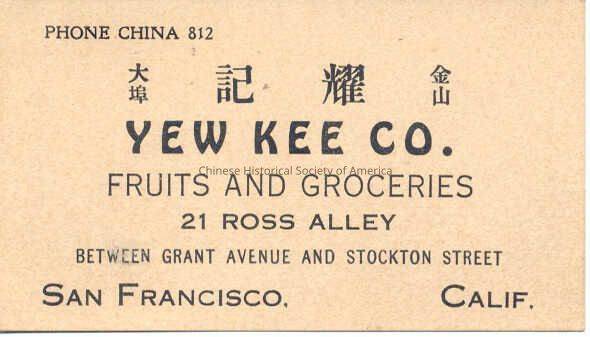 PHONE CHINA 812
金山 耀 記 大埠
YEW KEE CO.
Chinese Historical Society of America
FRUITS AND GROCERIES
21 ROSS ALLEY
BETWEEN GRANT AVENUE AND STOCKTON STREET
SAN FRANCISCO, CALIF.